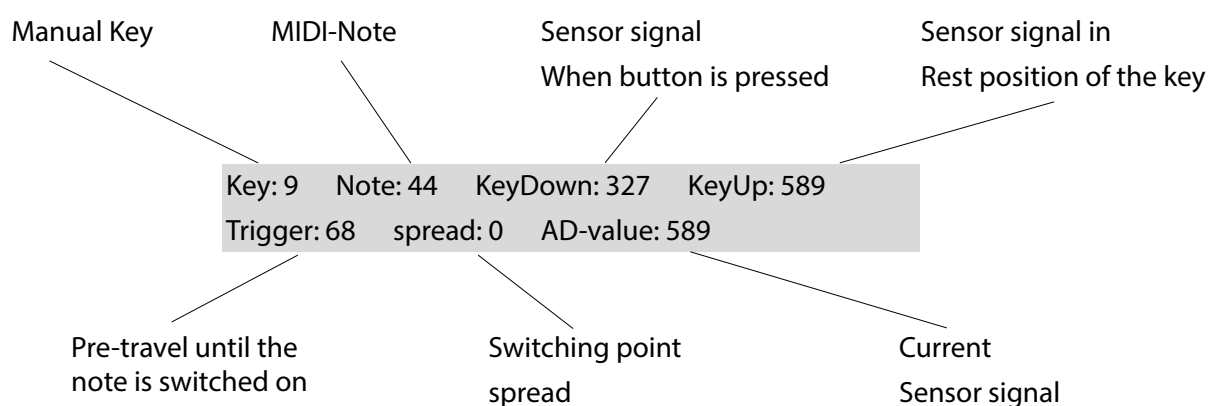 Manual Key
MIDI-Note
Sensor signal
When button is pressed
Sensor signal in
Rest position of the key
Key: 9 Note: 44 KeyDown: 327 KeyUp: 589
Trigger: 68 spread: 0 AD-value: 589
Pre-travel until the
note is switched on
Switching point
spread
Current
Sensor signal